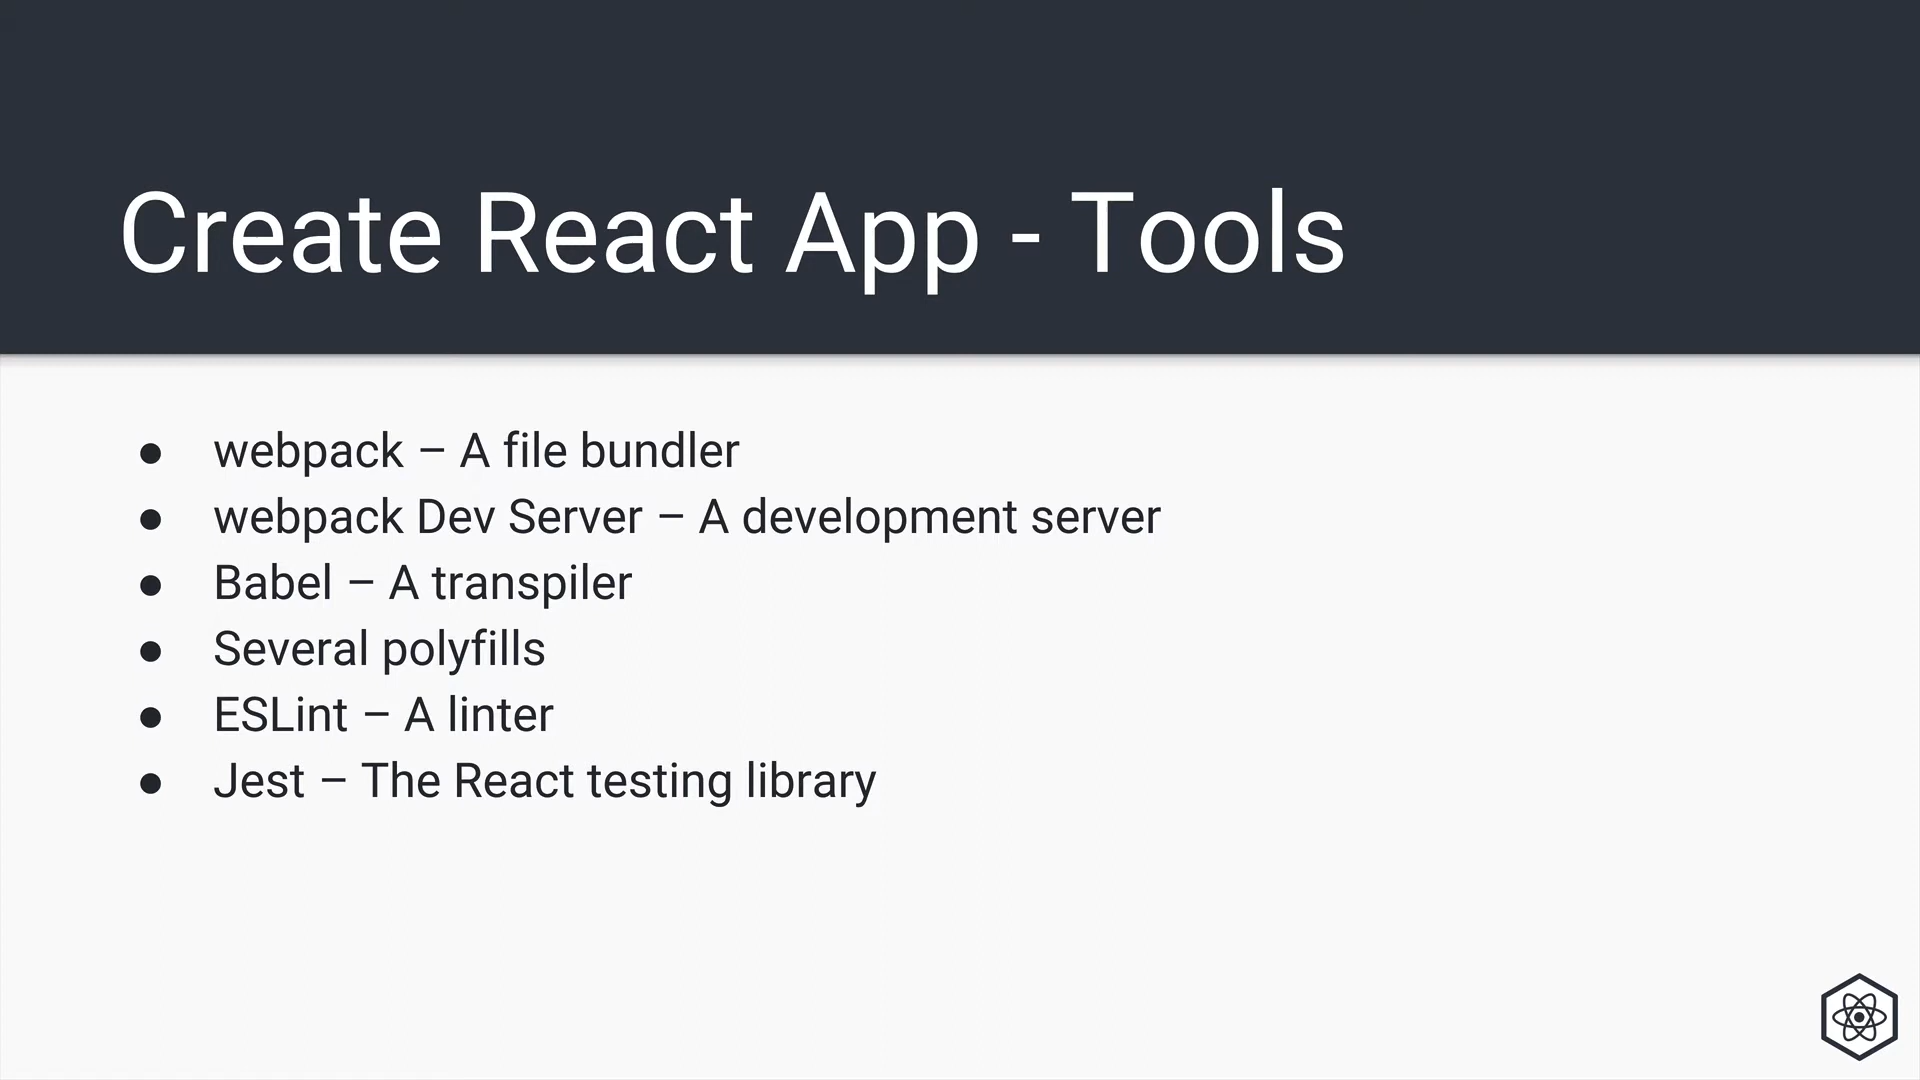 Create React App - Tools
● webpack – A file bundler
● webpack Dev Server – A development server
● Babel – A transpiler
● Several polyfills
● ESLint – A linter
● Jest – The React testing library